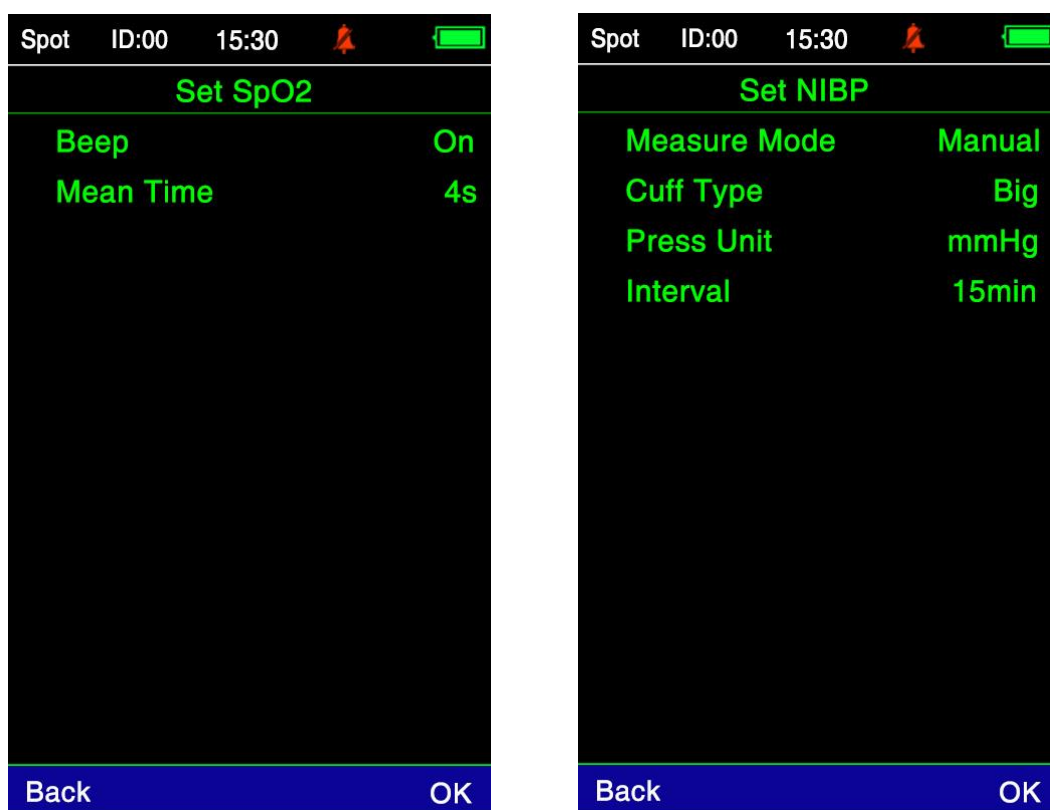 Spot ID:00 15:30
Set SpO2
Beep On
Mean Time 4s
Back OK
Spot ID:00 15:30
Set NIBP
Measure Mode Manual
Cuff Type Big
Press Unit mmHg
Interval 15min
Back OK